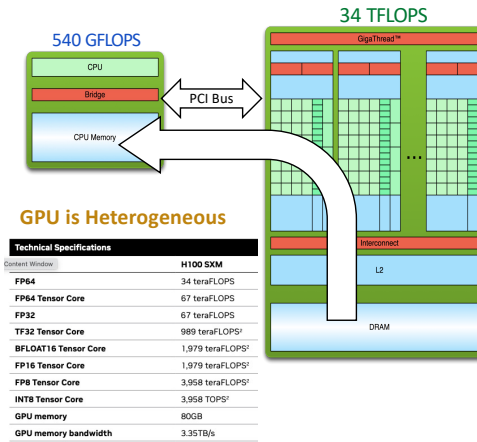 34 TFLOPS
540 GFLOPS
GigaThread™
CPU
Bridge
PCI Bus
CPU Memory
...
GPU is Heterogeneous
Interconnect
L2
DRAM
Technical Specifications
Content Window
H100 SXM
FP64 34 teraFLOPS
FP64 Tensor Core 67 teraFLOPS
FP32 67 teraFLOPS
TF32 Tensor Core 989 teraFLOPS²
BFLOAT16 Tensor Core 1,979 teraFLOPS²
FP16 Tensor Core 1,979 teraFLOPS²
FP8 Tensor Core 3,958 teraFLOPS²
INT8 Tensor Core 3,958 TOPS²
GPU memory 80GB
GPU memory bandwidth 3.35TB/s